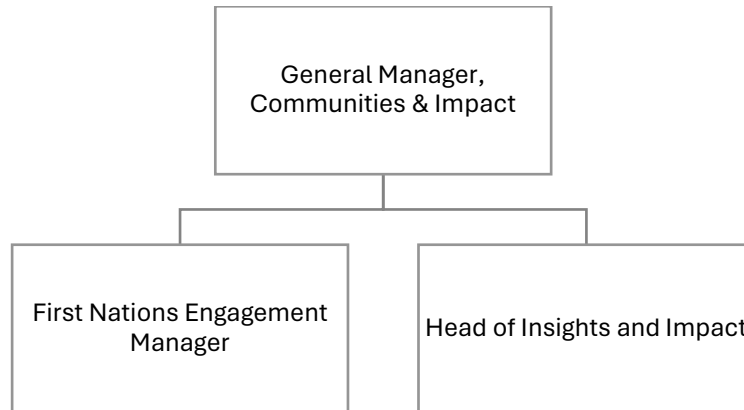 General Manager,
Communities & Impact
First Nations Engagement
Manager
Head of Insights and Impact